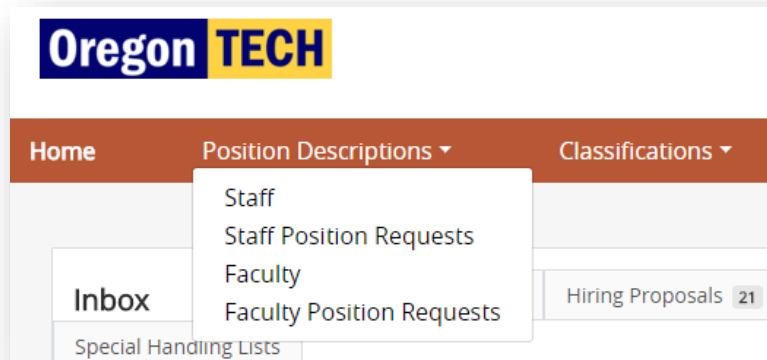 Oregon TECH
Home Position Descriptions Classifications
Staff
Staff Position Requests
Faculty
Faculty Position Requests
Inbox
Hiring Proposals 21
Special Handling Lists